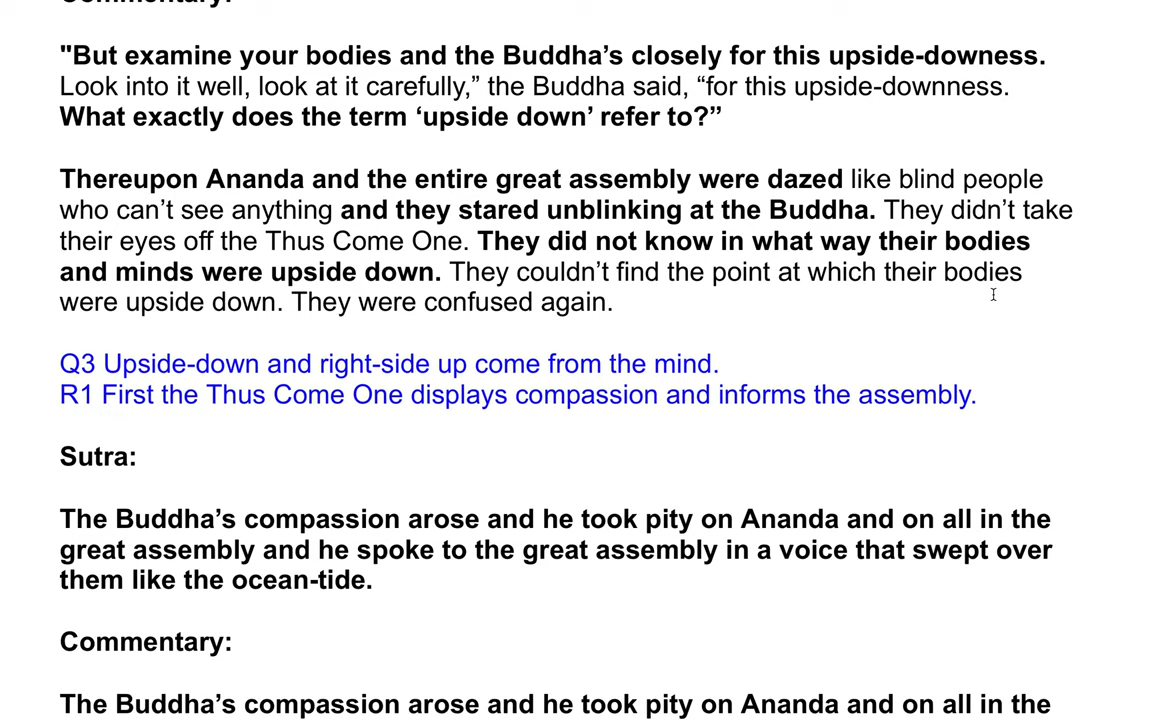 Commentary:
"But examine your bodies and the Buddha’s closely for this upside-downess.
Look into it well, look at it carefully,” the Buddha said, “for this upside-downness.
What exactly does the term ‘upside down’ refer to?”
Thereupon Ananda and the entire great assembly were dazed like blind people
who can’t see anything and they stared unblinking at the Buddha. They didn’t take
their eyes off the Thus Come One. They did not know in what way their bodies
and minds were upside down. They couldn’t find the point at which their bodies
were upside down. They were confused again.
Q3 Upside-down and right-side up come from the mind.
R1 First the Thus Come One displays compassion and informs the assembly.
Sutra:
The Buddha’s compassion arose and he took pity on Ananda and on all in the
great assembly and he spoke to the great assembly in a voice that swept over
them like the ocean-tide.
Commentary:
The Buddha’s compassion arose and he took pity on Ananda and on all in the